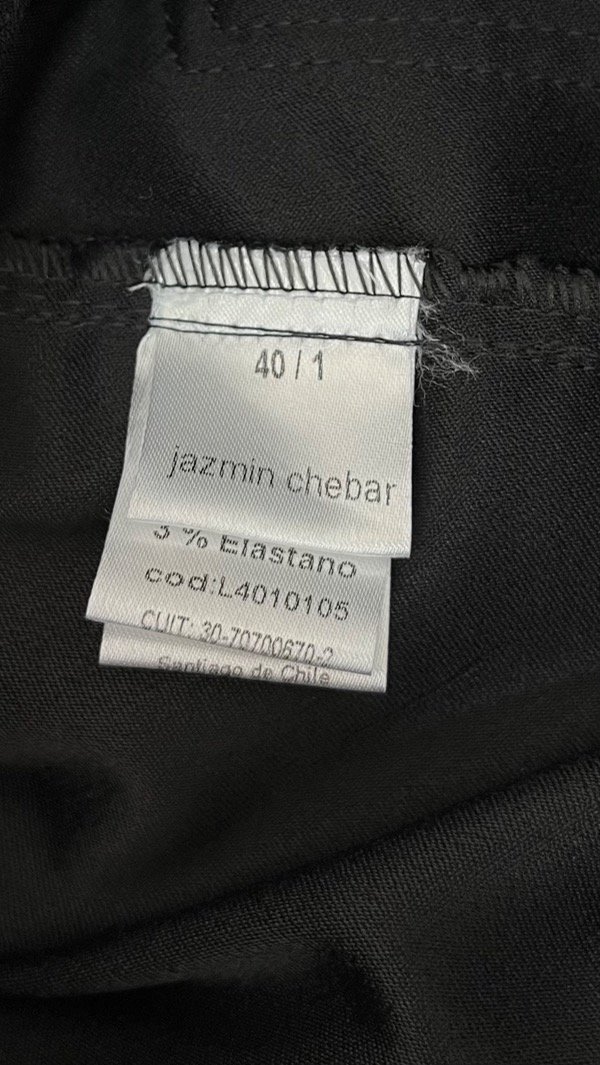 40 / 1
jazmin chebar
3 % Elastano
cod:L4010105
CUIT: 30-70700670-2
Santiago de Chile